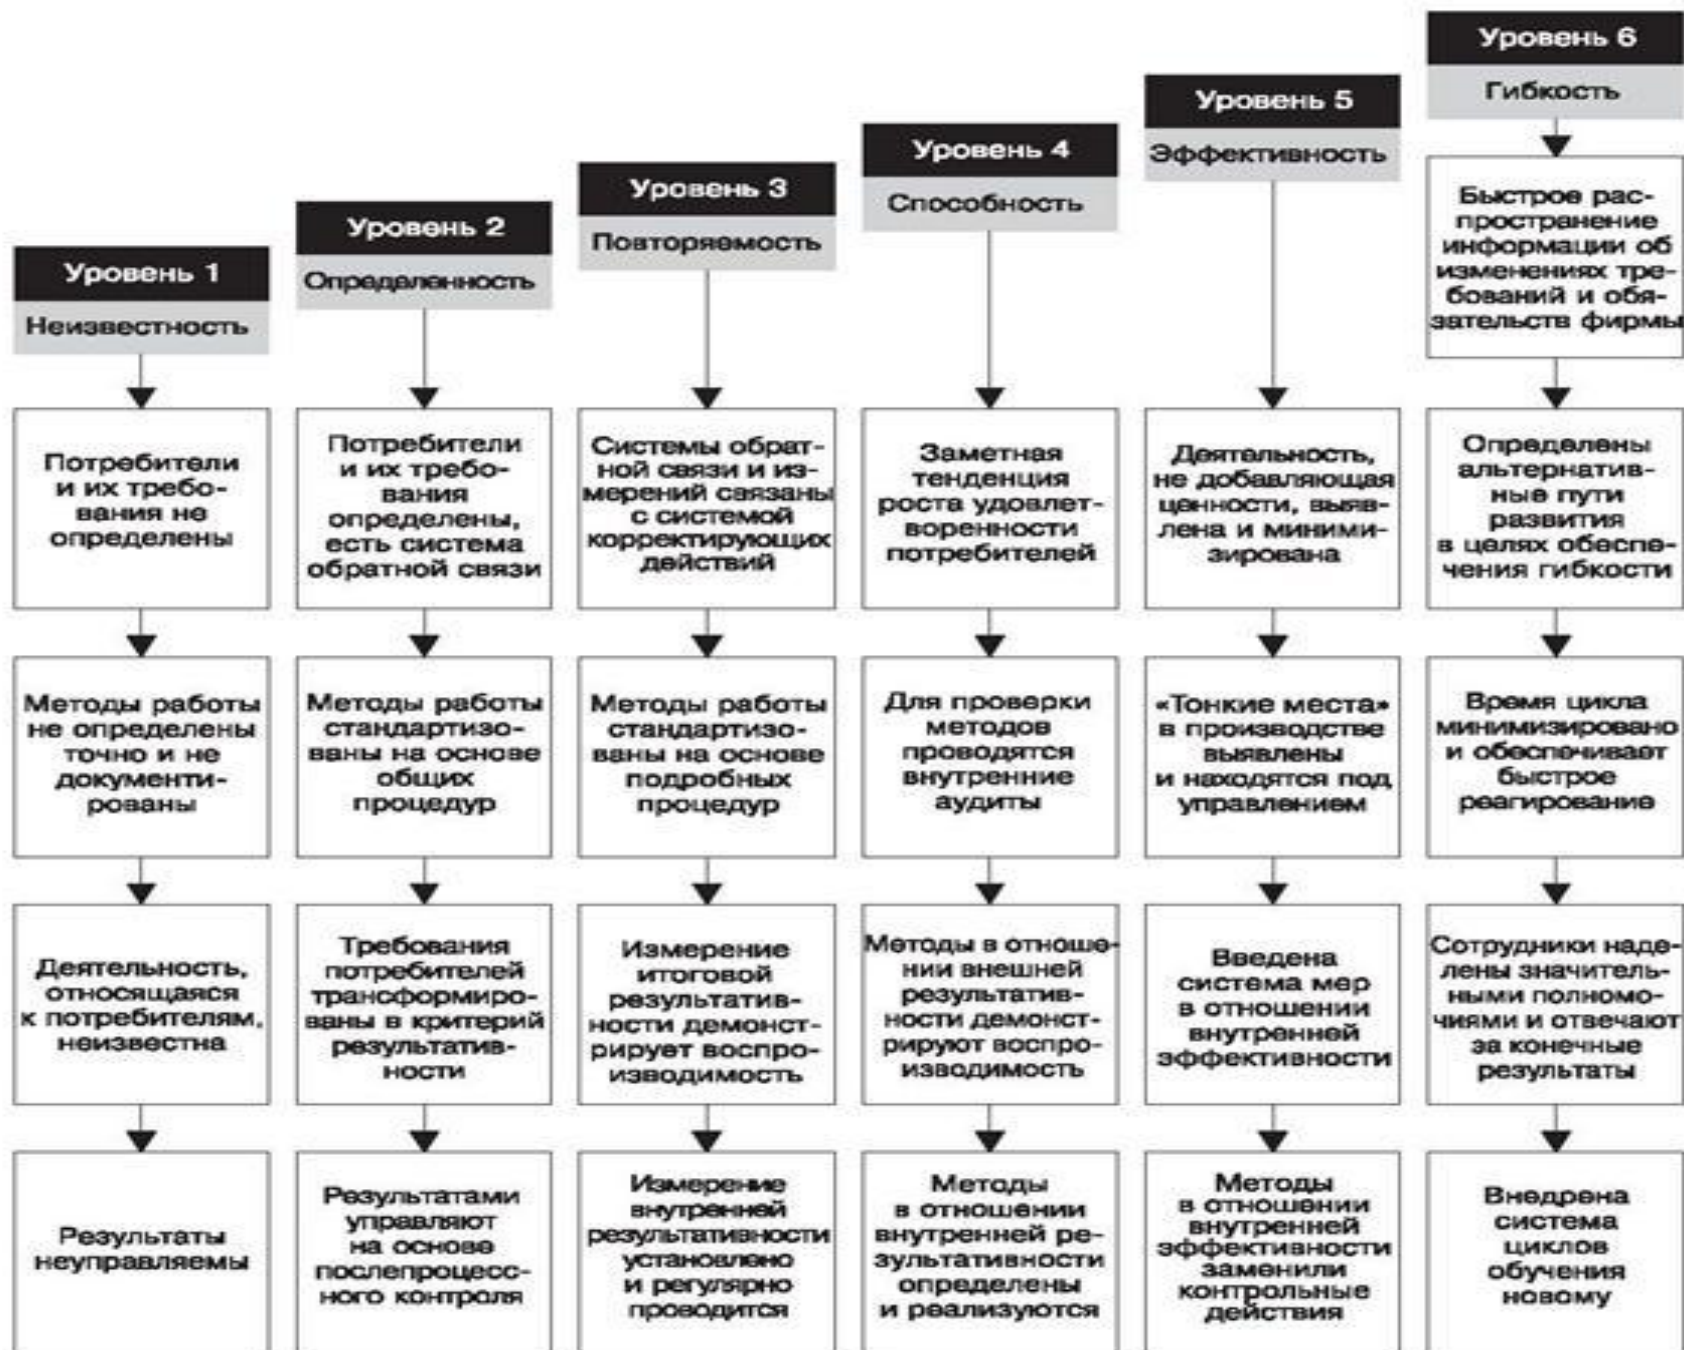 Уровень 1
Неизвестность
Потребители
и их требо-
вания не
определены
Методы работы
не определены
точно и не
документи-
рованы
Деятельность,
относящаяся
к потребителям,
неизвестна
Результаты
неуправляемы
Уровень 2
Определенность
Потребители
и их требо-
вания
определены,
есть система
обратной связи
Методы работы
стандартизо-
ваны на основе
общих
процедур
Требования
потребителей
трансформиро-
ваны в критерий
результатив-
ности
Результатами
управляют
на основе
послепроцесс-
ного контроля
Уровень 3
Повторяемость
Системы обрат-
ной связи и из-
мерений связаны
с системой
корректирующих
действий
Методы работы
стандартизо-
ваны на основе
подробных
процедур
Измерение
итоговой
результатив-
ности демонст-
рирует воспро-
изводимость
Измерение
внутренней
результативности
установлено
и регулярно
проводится
Уровень 4
Способность
Заметная
тенденция
роста удовлет-
воренности
потребителей
Для проверки
методов
проводятся
внутренние
аудиты
Методы в отноше-
нии внешней
результатив-
ности демонст-
рируют воспро-
изводимость
Методы
в отношении
внутренней ре-
зультативности
определены
и реализуются
Уровень 5
Эффективность
Деятельность,
не добавляющая
ценности, выяв-
лена и миними-
зирована
«Тонкие места»
в производстве
выявлены
и находятся под
управлением
Введена
система мер
в отношении
внутренней
эффективности
Методы
в отношении
внутренней
эффективности
заменили
контрольные
действия
Уровень 6
Гибкость
Быстрое рас-
пространение
информации об
изменениях тре-
бований и обя-
зательств фирмы
Определены
альтернатив-
ные пути
развития
в целях обеспе-
чения гибкости
Время цикла
минимизировано
и обеспечивает
быстрое
реагирование
Сотрудники наде-
лены значитель-
ными полномо-
чиями и отвечают
за конечные
результаты
Внедрена
система
циклов
обучения
новому